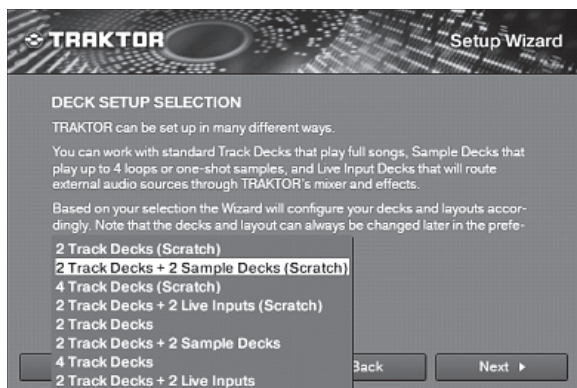 TRAKTOR
Setup Wizard
DECK SETUP SELECTION
TRAKTOR can be set up in many different ways.
You can work with standard Track Decks that play full songs, Sample Decks that
play up to 4 loops or one-shot samples, and Live Input Decks that will route
external audio sources through TRAKTOR's mixer and effects.
Based on your selection the Wizard will configure your decks and layouts accor-
dingly. Note that the decks and layout can always be changed later in the prefe-
2 Track Decks (Scratch)
2 Track Decks + 2 Sample Decks (Scratch)
4 Track Decks (Scratch)
2 Track Decks + 2 Live Inputs (Scratch)
2 Track Decks
2 Track Decks + 2 Sample Decks
4 Track Decks
2 Track Decks + 2 Live Inputs
Back
Next